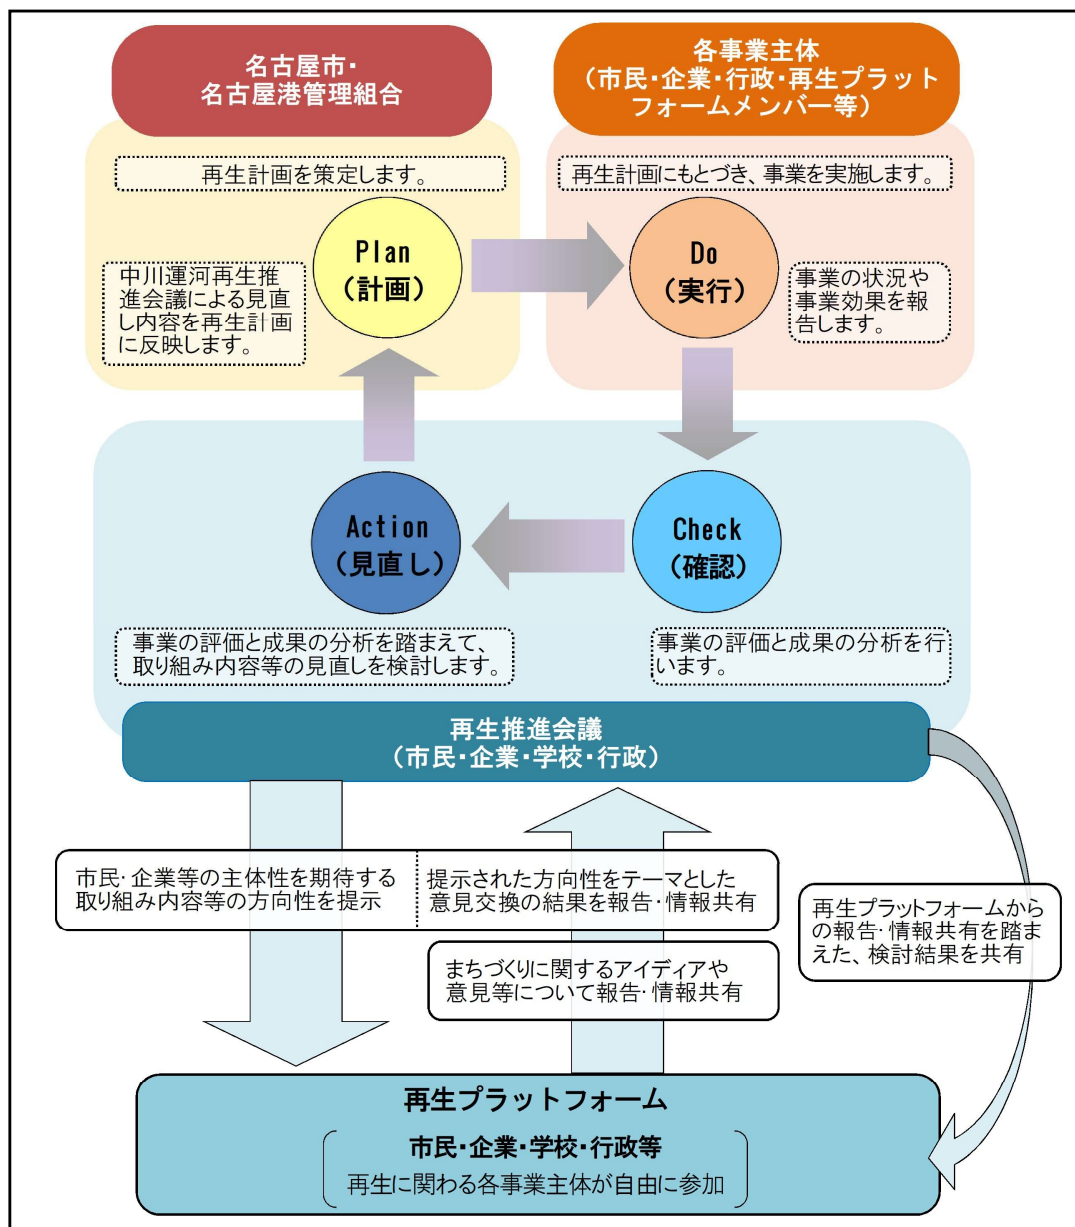 名古屋市・
名古屋港管理組合
各事業主体
（市民・企業・行政・再生プラット
フォームメンバー等）
再生計画を策定します。
再生計画にもとづき、事業を実施します。
Plan
（計画）
Do
（実行）
中川運河再生推
進会議による見直
し内容を再生計画
に反映します。
事業の状況や
事業効果を報
告します。
Action
（見直し）
Check
（確認）
事業の評価と成果の分析を踏まえて、
取り組み内容等の見直しを検討します。
事業の評価と成果の分析を行
います。
再生推進会議
（市民・企業・学校・行政）
市民・企業等の主体性を期待する
取り組み内容等の方向性を提示
提示された方向性をテーマとした
意見交換の結果を報告・情報共有
まちづくりに関するアイディアや
意見等について報告・情報共有
再生プラットフォームから
の報告・情報共有を踏ま
えた、検討結果を共有
再生プラットフォーム
市民・企業・学校・行政等
再生に関わる各事業主体が自由に参加